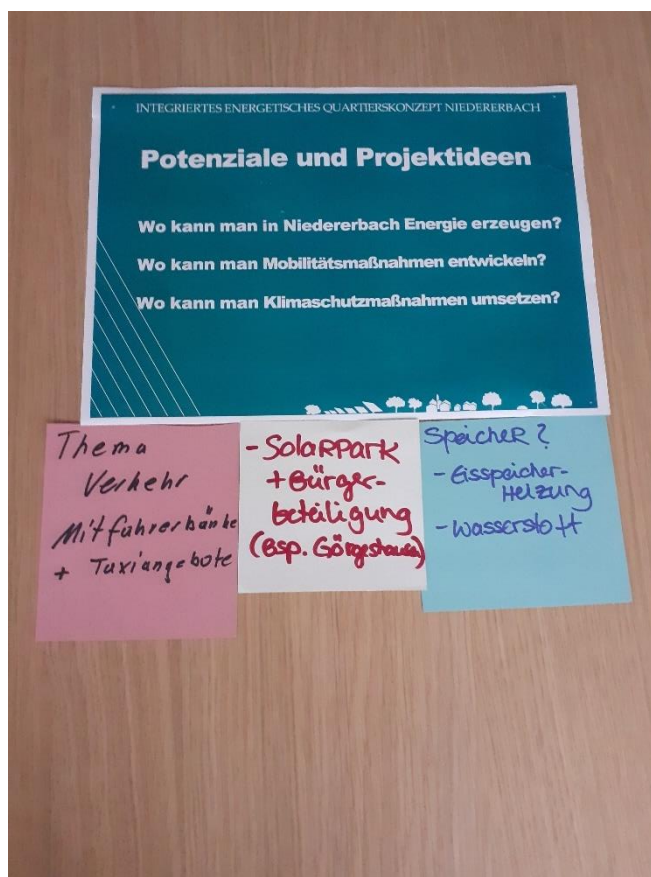 INTEGRIERTES ENERGETISCHES QUARTIERSKONZEPT NIEDERERBACH
Potenziale und Projektideen
Wo kann man in Niedererbach Energie erzeugen?
Wo kann man Mobilitätsmaßnahmen entwickeln?
Wo kann man Klimaschutzmaßnahmen umsetzen?
Thema
Verkehr
Mitfahrerbänke
+ Taxiangebote
- Solarpark
+ Bürger-
beteiligung
(Bsp. Görgeshausen)
Speicher?
- Eisspeicher-
Heizung
- Wasserstoff